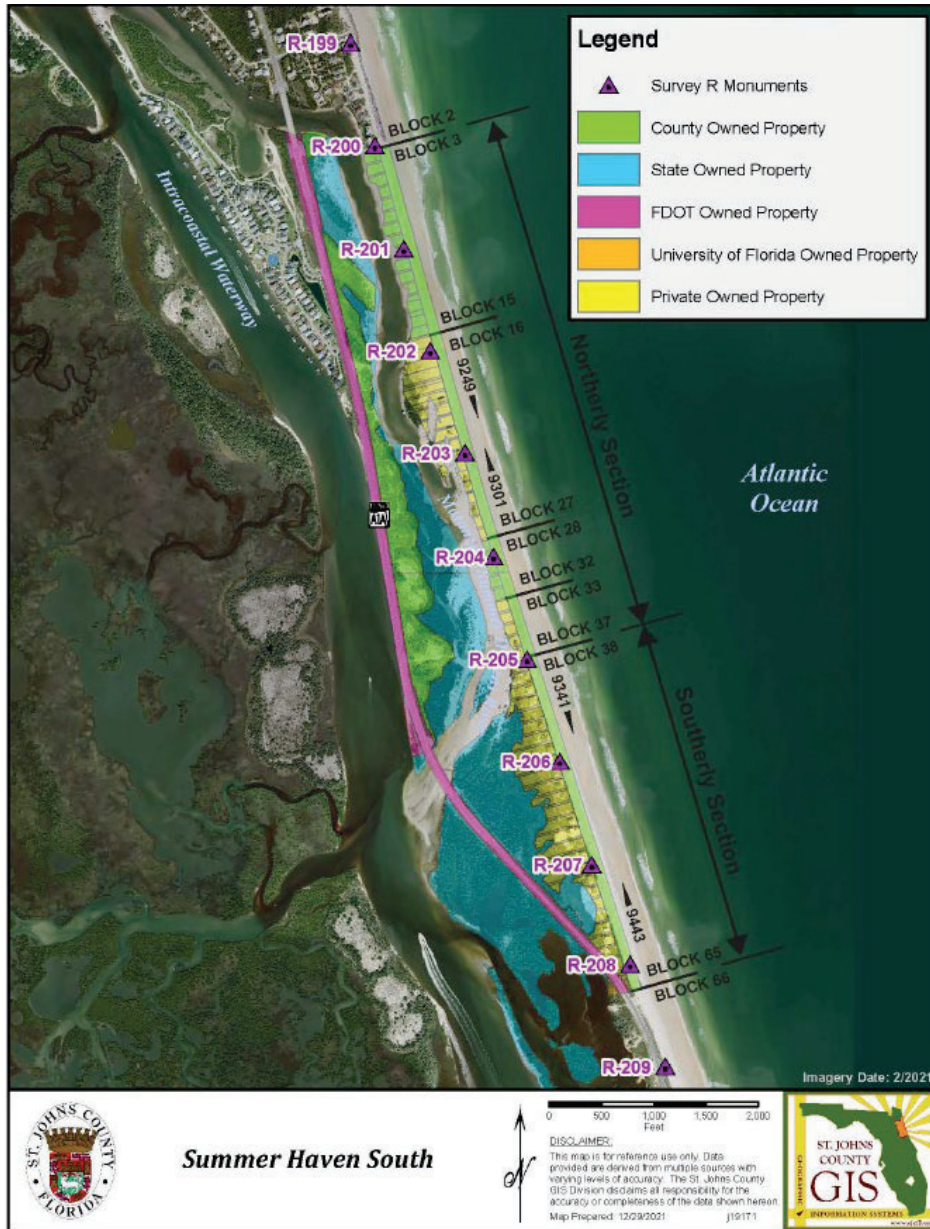 Legend
Survey R Monuments
County Owned Property
State Owned Property
FDOT Owned Property
University of Florida Owned Property
Private Owned Property
R-199
R-200
BLOCK 2
BLOCK 3
R-201
Intracoastal Waterway
BLOCK 15
BLOCK 16
R-202
9249
Northerly Section
R-203
9301
Atlantic
Ocean
BLOCK 27
BLOCK 28
R-204
A1A
BLOCK 32
BLOCK 33
BLOCK 37
BLOCK 38
R-205
9341
R-206
Southerly Section
R-207
9443
R-208
BLOCK 65
BLOCK 66
R-209
Imagery Date: 2/2021
ST. JOHNS COUNTY
FLORIDA
Summer Haven South
N
0 500 1,000 1,500 2,000
Feet
DISCLAIMER:
This map is for reference use only. Data
provided are derived from multiple sources with
varying levels of accuracy. The St. Johns County
GIS Division disclaims all responsibility for the
accuracy or completeness of the data shown hereon.
Map Prepared: 12/29/2021 j19171
ST. JOHNS
COUNTY
GIS
GEOGRAPHIC
INFORMATION SYSTEMS